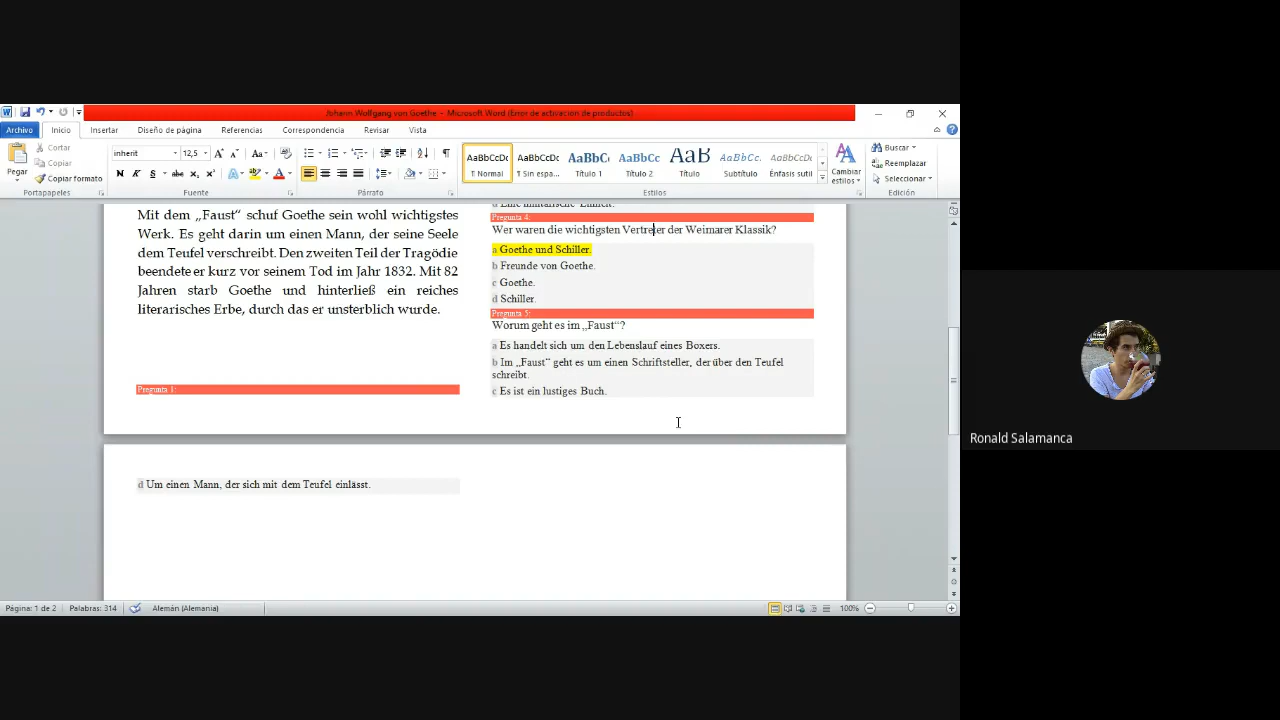 Johann Wolfgang von Goethe - Microsoft Word (Error de activación de productos)
Archivo Inicio Insertar Diseño de página Referencias Correspondencia Revisar Vista
Pegar
Cortar
Copiar
Copiar formato
Portapapeles
inherit 12,5
N K S abc x₂ x²
Fuente
Párrafo
AaBbCcDc AaBbCcDc AaBbC AaBbCc AaB AaBbCc. AaBbCcDc
¶ Normal ¶ Sin espa... Título 1 Título 2 Título Subtítulo Énfasis sutil
Cambiar estilos
Estilos
Buscar
Reemplazar
Seleccionar
Edición
Mit dem „Faust“ schuf Goethe sein wohl wichtigstes
Werk. Es geht darin um einen Mann, der seine Seele
dem Teufel verschreibt. Den zweiten Teil der Tragödie
beendete er kurz vor seinem Tod im Jahr 1832. Mit 82
Jahren starb Goethe und hinterließ ein reiches
literarisches Erbe, durch das er unsterblich wurde.
Pregunta 3:
d Eine militärische Einheit.
Pregunta 4:
Wer waren die wichtigsten Vertreter der Weimarer Klassik?
a Goethe und Schiller.
b Freunde von Goethe.
c Goethe.
d Schiller.
Pregunta 5:
Worum geht es im „Faust“?
a Es handelt sich um den Lebenslauf eines Boxers.
b Im „Faust“ geht es um einen Schriftsteller, der über den Teufel
schreibt.
c Es ist ein lustiges Buch.
d Um einen Mann, der sich mit dem Teufel einlässt.
Página: 1 de 2 Palabras: 314 Alemán (Alemania) 100%
Ronald Salamanca